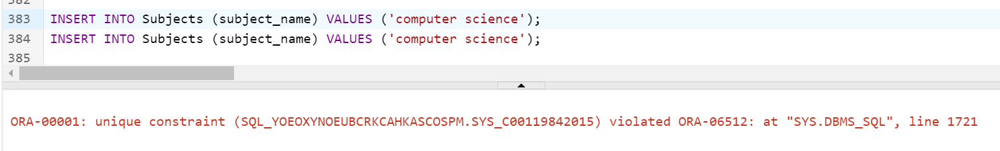 382
383 INSERT INTO Subjects (subject_name) VALUES ('computer science');
384 INSERT INTO Subjects (subject_name) VALUES ('computer science');
385
ORA-00001: unique constraint (SQL_YOEOXYNOEUBCRKCAHKASCOSPM.SYS_C00119842015) violated ORA-06512: at "SYS.DBMS_SQL", line 1721